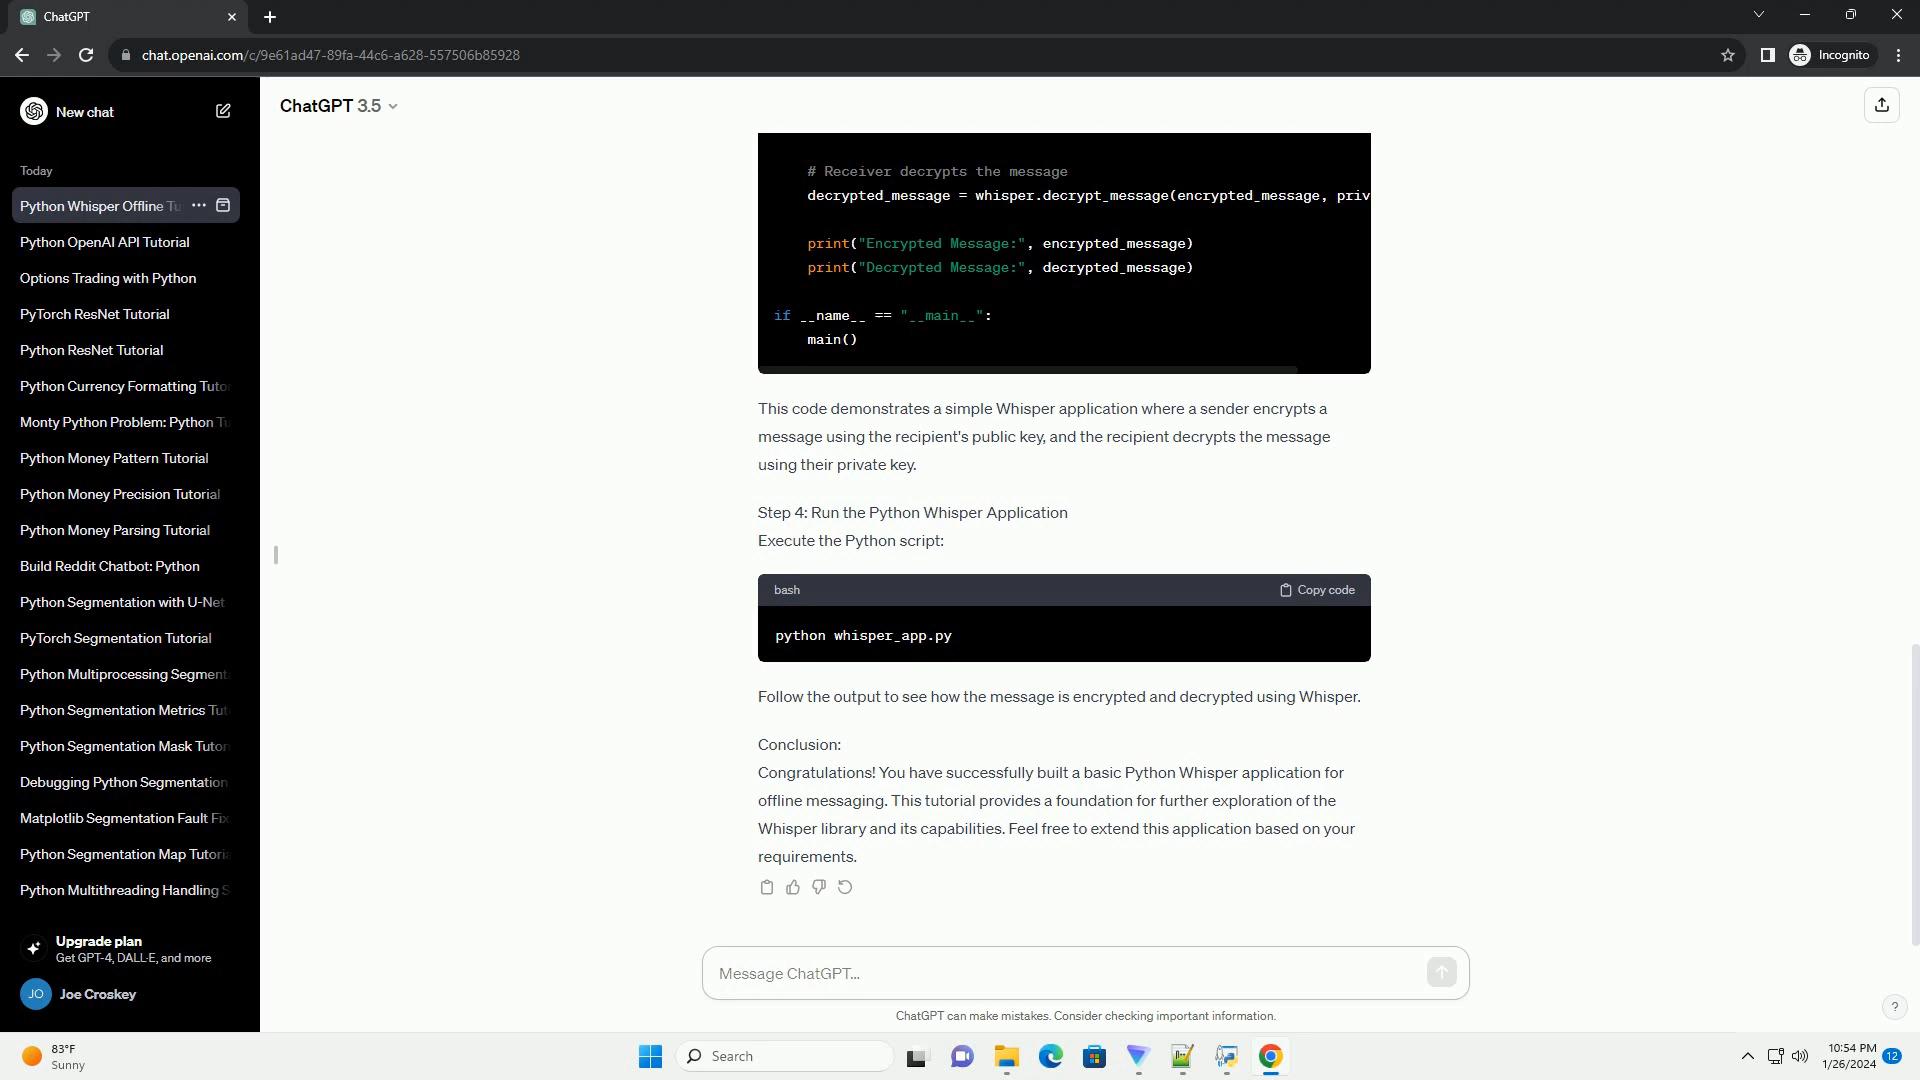 ChatGPT
chat.openai.com/c/9e61ad47-89fa-44c6-a628-557506b85928
Incognito
New chat
Today
Python Whisper Offline Tu
Python OpenAI API Tutorial
Options Trading with Python
PyTorch ResNet Tutorial
Python ResNet Tutorial
Python Currency Formatting Tutor
Monty Python Problem: Python Tu
Python Money Pattern Tutorial
Python Money Precision Tutorial
Python Money Parsing Tutorial
Build Reddit Chatbot: Python
Python Segmentation with U-Net
PyTorch Segmentation Tutorial
Python Multiprocessing Segmenta
Python Segmentation Metrics Tut
Python Segmentation Mask Tutori
Debugging Python Segmentation
Matplotlib Segmentation Fault Fix
Python Segmentation Map Tutoria
Python Multithreading Handling S
Upgrade plan
Get GPT-4, DALL·E, and more
JO Joe Croskey
ChatGPT 3.5
# Receiver decrypts the message
decrypted_message = whisper.decrypt_message(encrypted_message, priv
print("Encrypted Message:", encrypted_message)
print("Decrypted Message:", decrypted_message)
if __name__ == "__main__":
main()
This code demonstrates a simple Whisper application where a sender encrypts a
message using the recipient's public key, and the recipient decrypts the message
using their private key.
Step 4: Run the Python Whisper Application
Execute the Python script:
bash Copy code
python whisper_app.py
Follow the output to see how the message is encrypted and decrypted using Whisper.
Conclusion:
Congratulations! You have successfully built a basic Python Whisper application for
offline messaging. This tutorial provides a foundation for further exploration of the
Whisper library and its capabilities. Feel free to extend this application based on your
requirements.
Message ChatGPT...
ChatGPT can make mistakes. Consider checking important information.
?
83°F
Sunny
Search
10:54 PM
1/26/2024
12